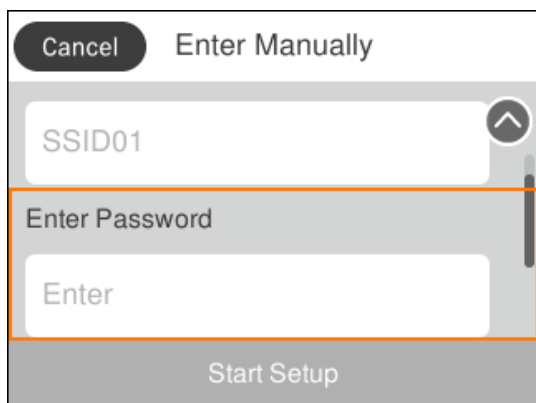 Cancel Enter Manually
SSID01
Enter Password
Enter
Start Setup